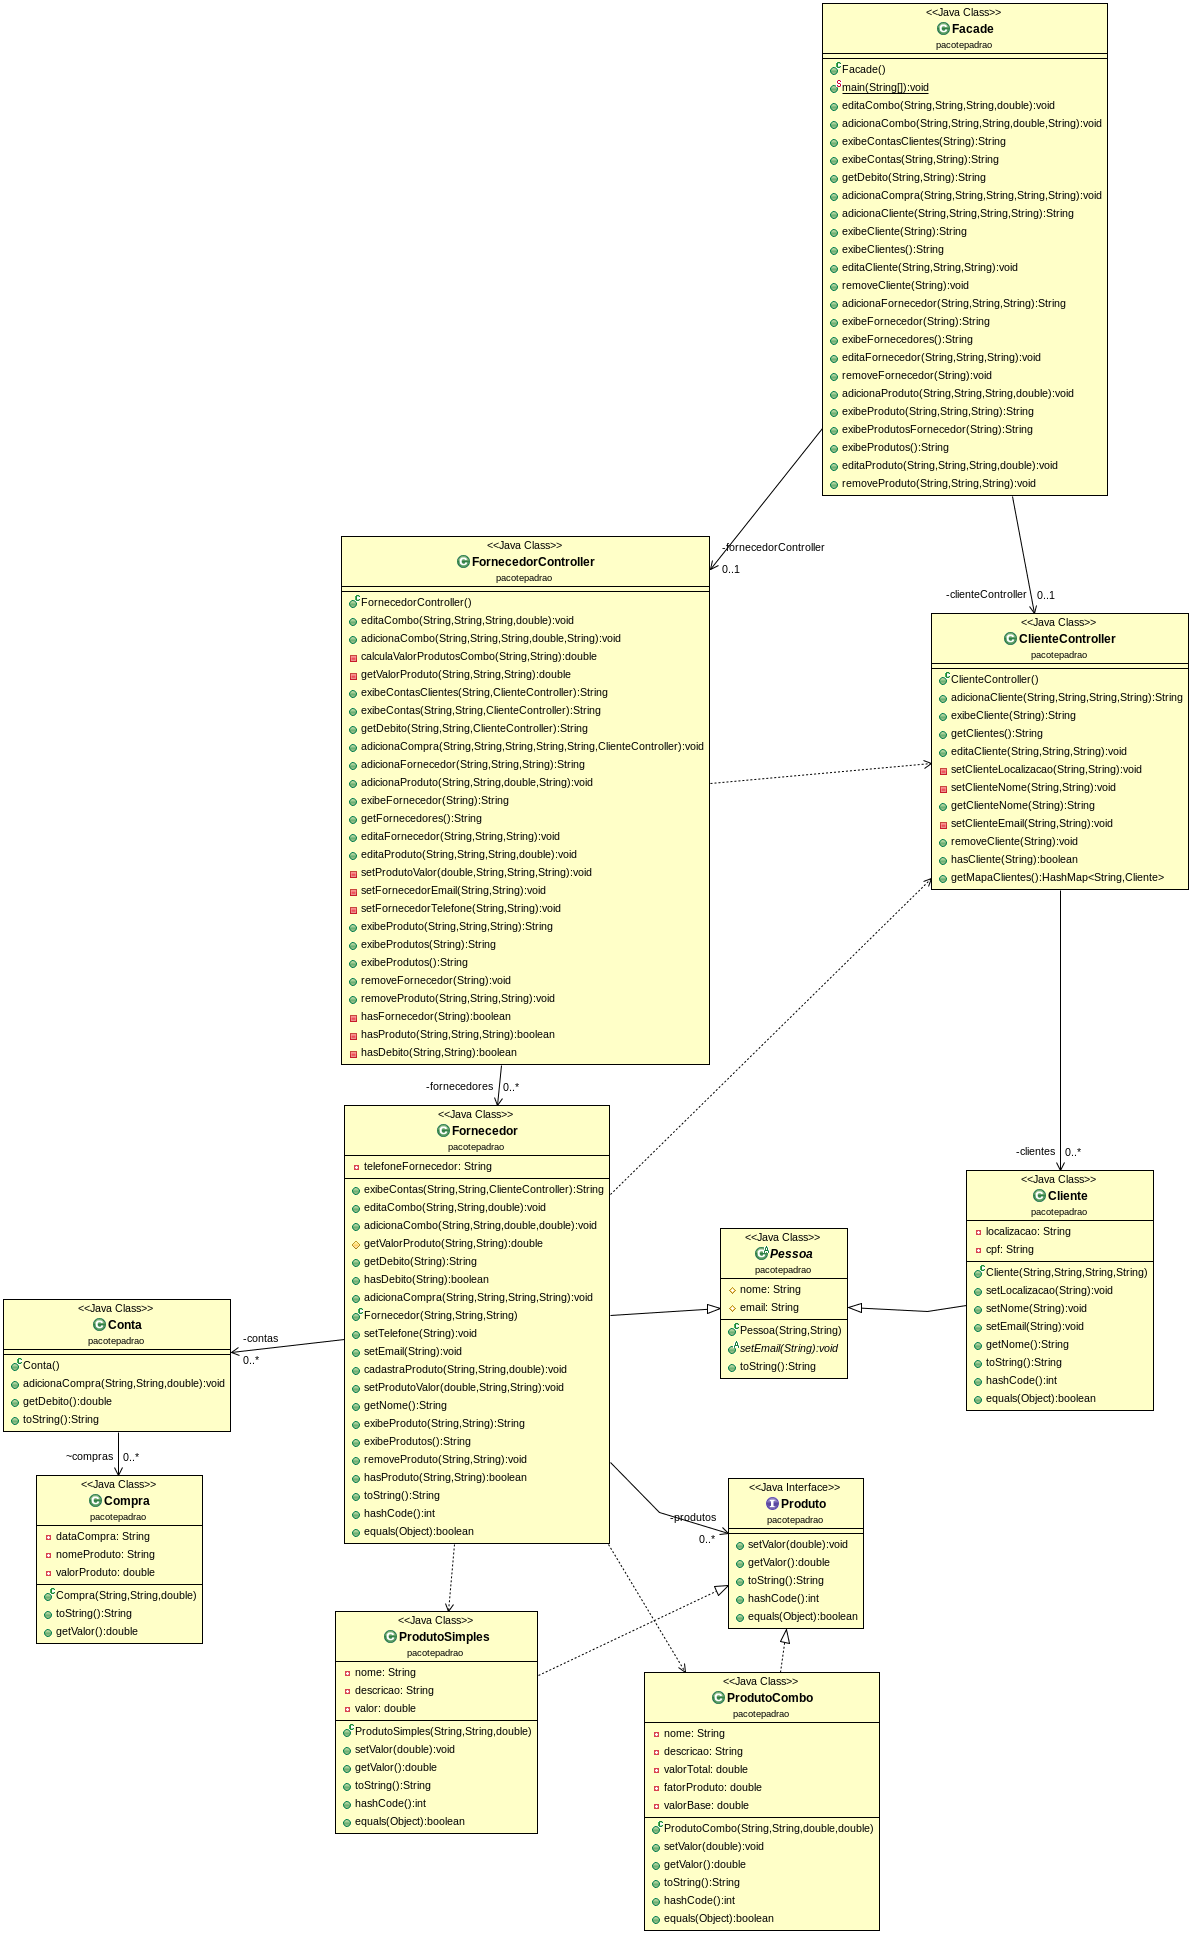 <<Java Class>>
Facade
pacotepadrao
Facade()
main(String[]):void
editaCombo(String,String,String,double):void
adicionaCombo(String,String,String,double,String):void
exibeContasClientes(String):String
exibeContas(String,String):String
getDebito(String,String):String
adicionaCompra(String,String,String,String,String):void
adicionaCliente(String,String,String,String):String
exibeCliente(String):String
exibeClientes():String
editaCliente(String,String,String):void
removeCliente(String):void
adicionaFornecedor(String,String,String):String
exibeFornecedor(String):String
exibeFornecedores():String
editaFornecedor(String,String,String):void
removeFornecedor(String):void
adicionaProduto(String,String,String,double):void
exibeProduto(String,String,String):String
exibeProdutosFornecedor(String):String
exibeProdutos():String
editaProduto(String,String,String,double):void
removeProduto(String,String,String):void
-fornecedorController
0..1
-clienteController
0..1
<<Java Class>>
FornecedorController
pacotepadrao
FornecedorController()
editaCombo(String,String,String,double):void
adicionaCombo(String,String,String,double,String):void
calculaValorProdutosCombo(String,String):double
getValorProduto(String,String,String):double
exibeContasClientes(String,ClienteController):String
exibeContas(String,String,ClienteController):String
getDebito(String,String,ClienteController):String
adicionaCompra(String,String,String,String,String,ClienteController):void
adicionaFornecedor(String,String,String):String
adicionaProduto(String,String,double,String):void
exibeFornecedor(String):String
getFornecedores():String
editaFornecedor(String,String,String):void
editaProduto(String,String,String,double):void
setProdutoValor(double,String,String,String):void
setFornecedorEmail(String,String):void
setFornecedorTelefone(String,String):void
exibeProduto(String,String,String):String
exibeProdutos(String):String
exibeProdutos():String
removeFornecedor(String):void
removeProduto(String,String,String):void
hasFornecedor(String):boolean
hasProduto(String,String,String):boolean
hasDebito(String,String):boolean
<<Java Class>>
ClienteController
pacotepadrao
ClienteController()
adicionaCliente(String,String,String,String):String
exibeCliente(String):String
getClientes():String
editaCliente(String,String,String):void
setClienteLocalizacao(String,String):void
setClienteNome(String,String):void
getClienteNome(String):String
setClienteEmail(String,String):void
removeCliente(String):void
hasCliente(String):boolean
getMapaClientes():HashMap<String,Cliente>
-fornecedores
0..*
-clientes
0..*
<<Java Class>>
Fornecedor
pacotepadrao
telefoneFornecedor: String
exibeContas(String,String,ClienteController):String
editaCombo(String,String,double):void
adicionaCombo(String,String,double,double):void
getValorProduto(String,String):double
getDebito(String):String
hasDebito(String):boolean
adicionaCompra(String,String,String,String):void
Fornecedor(String,String,String)
setTelefone(String):void
setEmail(String):void
cadastraProduto(String,String,double):void
setProdutoValor(double,String,String):void
getNome():String
exibeProduto(String,String):String
exibeProdutos():String
removeProduto(String,String):void
hasProduto(String,String):boolean
toString():String
hashCode():int
equals(Object):boolean
<<Java Class>>
Pessoa
pacotepadrao
nome: String
email: String
Pessoa(String,String)
setEmail(String):void
toString():String
<<Java Class>>
Cliente
pacotepadrao
localizacao: String
cpf: String
Cliente(String,String,String,String)
setLocalizacao(String):void
setNome(String):void
setEmail(String):void
getNome():String
toString():String
hashCode():int
equals(Object):boolean
-contas
0..*
<<Java Class>>
Conta
pacotepadrao
Conta()
adicionaCompra(String,String,double):void
getDebito():double
toString():String
~compras
0..*
<<Java Class>>
Compra
pacotepadrao
dataCompra: String
nomeProduto: String
valorProduto: double
Compra(String,String,double)
toString():String
getValor():double
-produtos
0..*
<<Java Interface>>
Produto
pacotepadrao
setValor(double):void
getValor():double
toString():String
hashCode():int
equals(Object):boolean
<<Java Class>>
ProdutoSimples
pacotepadrao
nome: String
descricao: String
valor: double
ProdutoSimples(String,String,double)
setValor(double):void
getValor():double
toString():String
hashCode():int
equals(Object):boolean
<<Java Class>>
ProdutoCombo
pacotepadrao
nome: String
descricao: String
valorTotal: double
fatorProduto: double
valorBase: double
ProdutoCombo(String,String,double,double)
setValor(double):void
getValor():double
toString():String
hashCode():int
equals(Object):boolean